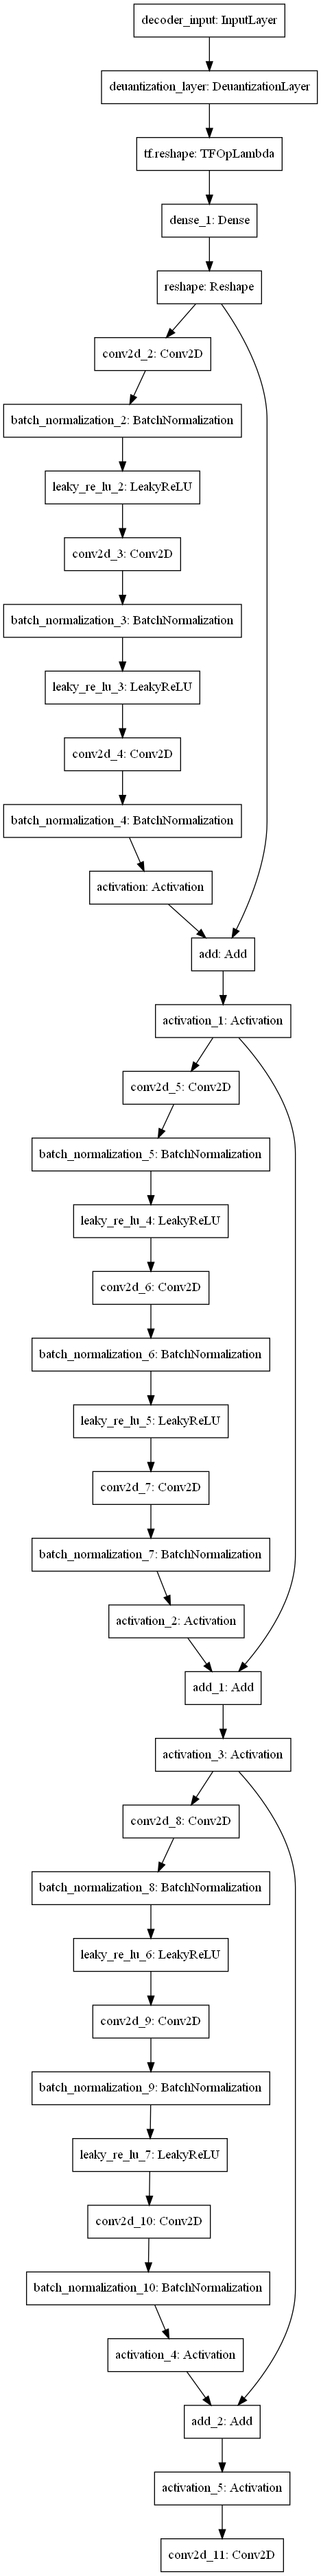 decoder_input: InputLayer
deuantization_layer: DeuantizationLayer
tf.reshape: TFOpLambda
dense_1: Dense
reshape: Reshape
conv2d_2: Conv2D
batch_normalization_2: BatchNormalization
leaky_re_lu_2: LeakyReLU
conv2d_3: Conv2D
batch_normalization_3: BatchNormalization
leaky_re_lu_3: LeakyReLU
conv2d_4: Conv2D
batch_normalization_4: BatchNormalization
activation: Activation
add: Add
activation_1: Activation
conv2d_5: Conv2D
batch_normalization_5: BatchNormalization
leaky_re_lu_4: LeakyReLU
conv2d_6: Conv2D
batch_normalization_6: BatchNormalization
leaky_re_lu_5: LeakyReLU
conv2d_7: Conv2D
batch_normalization_7: BatchNormalization
activation_2: Activation
add_1: Add
activation_3: Activation
conv2d_8: Conv2D
batch_normalization_8: BatchNormalization
leaky_re_lu_6: LeakyReLU
conv2d_9: Conv2D
batch_normalization_9: BatchNormalization
leaky_re_lu_7: LeakyReLU
conv2d_10: Conv2D
batch_normalization_10: BatchNormalization
activation_4: Activation
add_2: Add
activation_5: Activation
conv2d_11: Conv2D